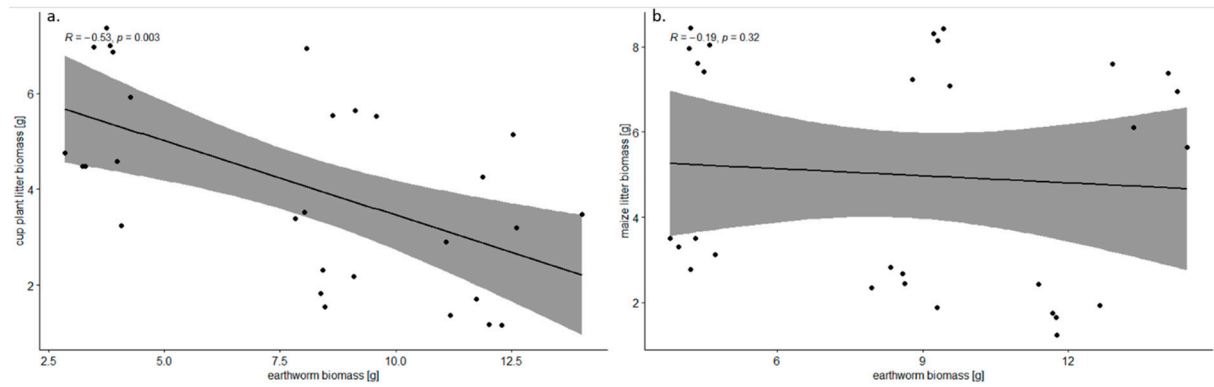 a.
R = −0.53, p = 0.003
6
4
2
cup plant litter biomass [g]
2.5 5.0 7.5 10.0 12.5
earthworm biomass [g]
b.
R = −0.19, p = 0.32
8
6
4
2
maize litter biomass [g]
6 9 12
earthworm biomass [g]